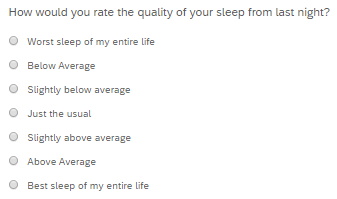 How would you rate the quality of your sleep from last night?
Worst sleep of my entire life
Below Average
Slightly below average
Just the usual
Slightly above average
Above Average
Best sleep of my entire life